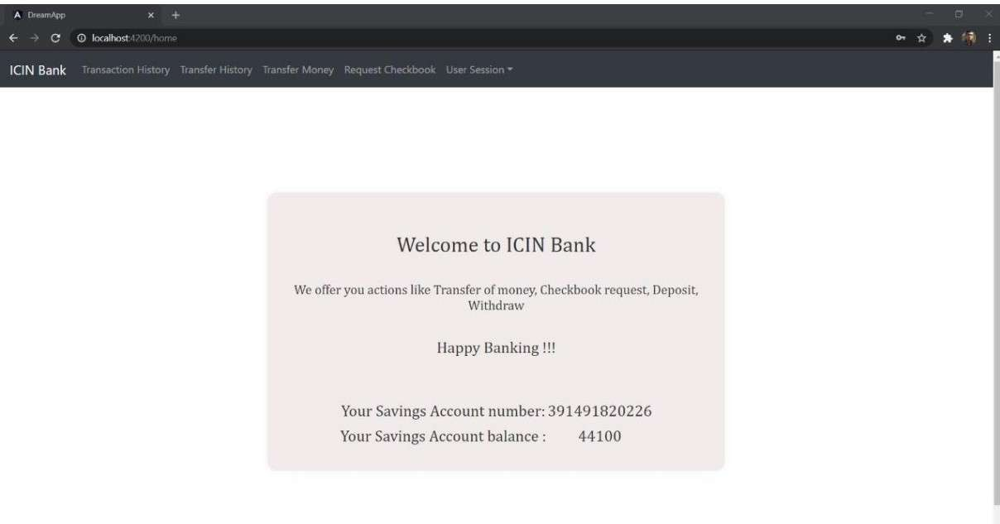 DreamApp
localhost:4200/home
ICIN Bank Transaction History Transfer History Transfer Money Request Checkbook User Session
Welcome to ICIN Bank
We offer you actions like Transfer of money, Checkbook request, Deposit,
Withdraw
Happy Banking !!!
Your Savings Account number: 391491820226
Your Savings Account balance : 44100